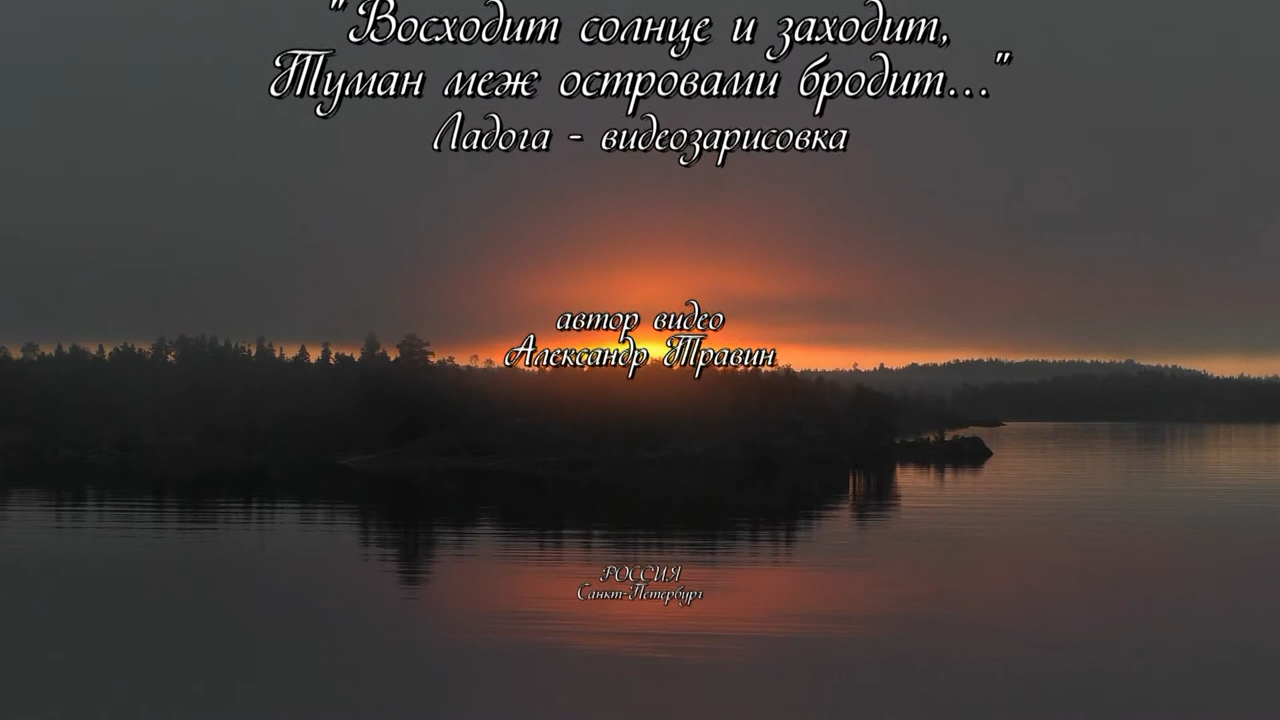 "Восходит солнце и заходит,
Туман меж островами бродит..."
Ладога - видеозарисовка
автор видео
Александр Травин
РОССИЯ
Санкт-Петербург